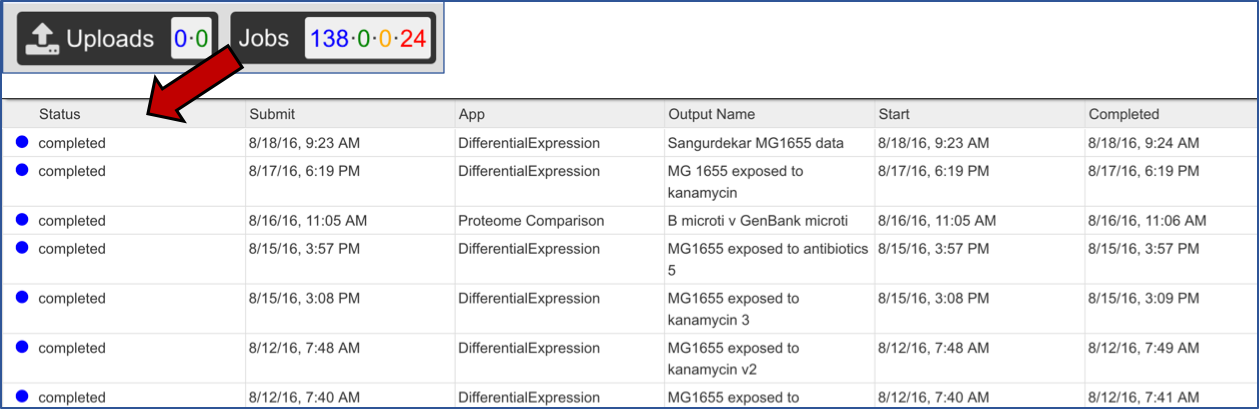 Uploads 0·0 Jobs 138·0·0·24
Status Submit App Output Name Start Completed
completed 8/18/16, 9:23 AM DifferentialExpression Sangurdekar MG1655 data 8/18/16, 9:23 AM 8/18/16, 9:24 AM
completed 8/17/16, 6:19 PM DifferentialExpression MG 1655 exposed to 8/17/16, 6:19 PM 8/17/16, 6:19 PM
kanamycin
completed 8/16/16, 11:05 AM Proteome Comparison B microti v GenBank microti 8/16/16, 11:05 AM 8/16/16, 11:06 AM
completed 8/15/16, 3:57 PM DifferentialExpression MG1655 exposed to antibiotics 8/15/16, 3:57 PM 8/15/16, 3:57 PM
5
completed 8/15/16, 3:08 PM DifferentialExpression MG1655 exposed to 8/15/16, 3:08 PM 8/15/16, 3:09 PM
kanamycin 3
completed 8/12/16, 7:48 AM DifferentialExpression MG1655 exposed to 8/12/16, 7:48 AM 8/12/16, 7:49 AM
kanamycin v2
completed 8/12/16, 7:40 AM DifferentialExpression MG1655 exposed to 8/12/16, 7:40 AM 8/12/16, 7:41 AM